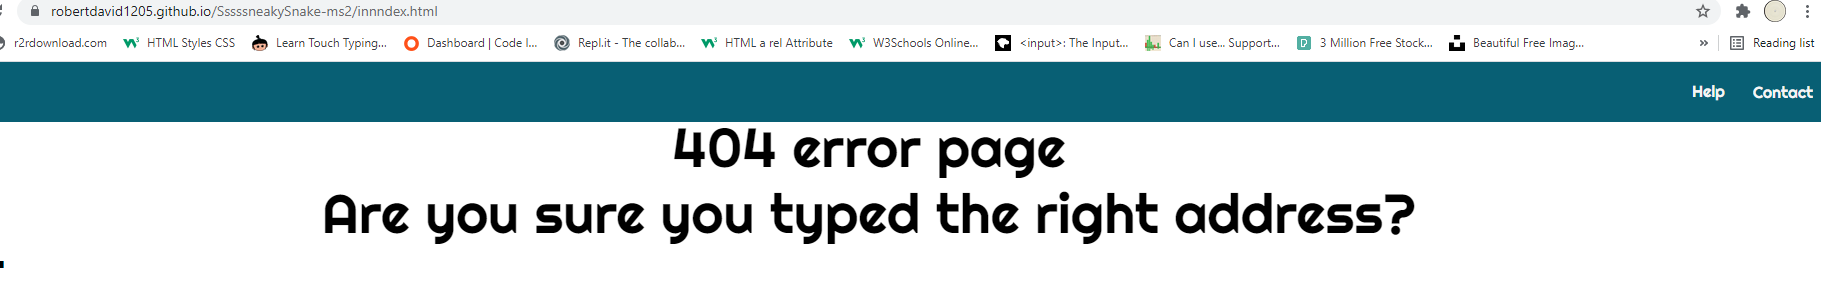 robertdavid1205.github.io/SsssssneakySnake-ms2/innndex.html
r2rdownload.com HTML Styles CSS Learn Touch Typing... Dashboard | Code I... Repl.it - The collab... HTML a rel Attribute W3Schools Online... <input>: The Input... Can I use... Support... 3 Million Free Stock... Beautiful Free Imag... » Reading list
Help Contact
404 error page
Are you sure you typed the right address?